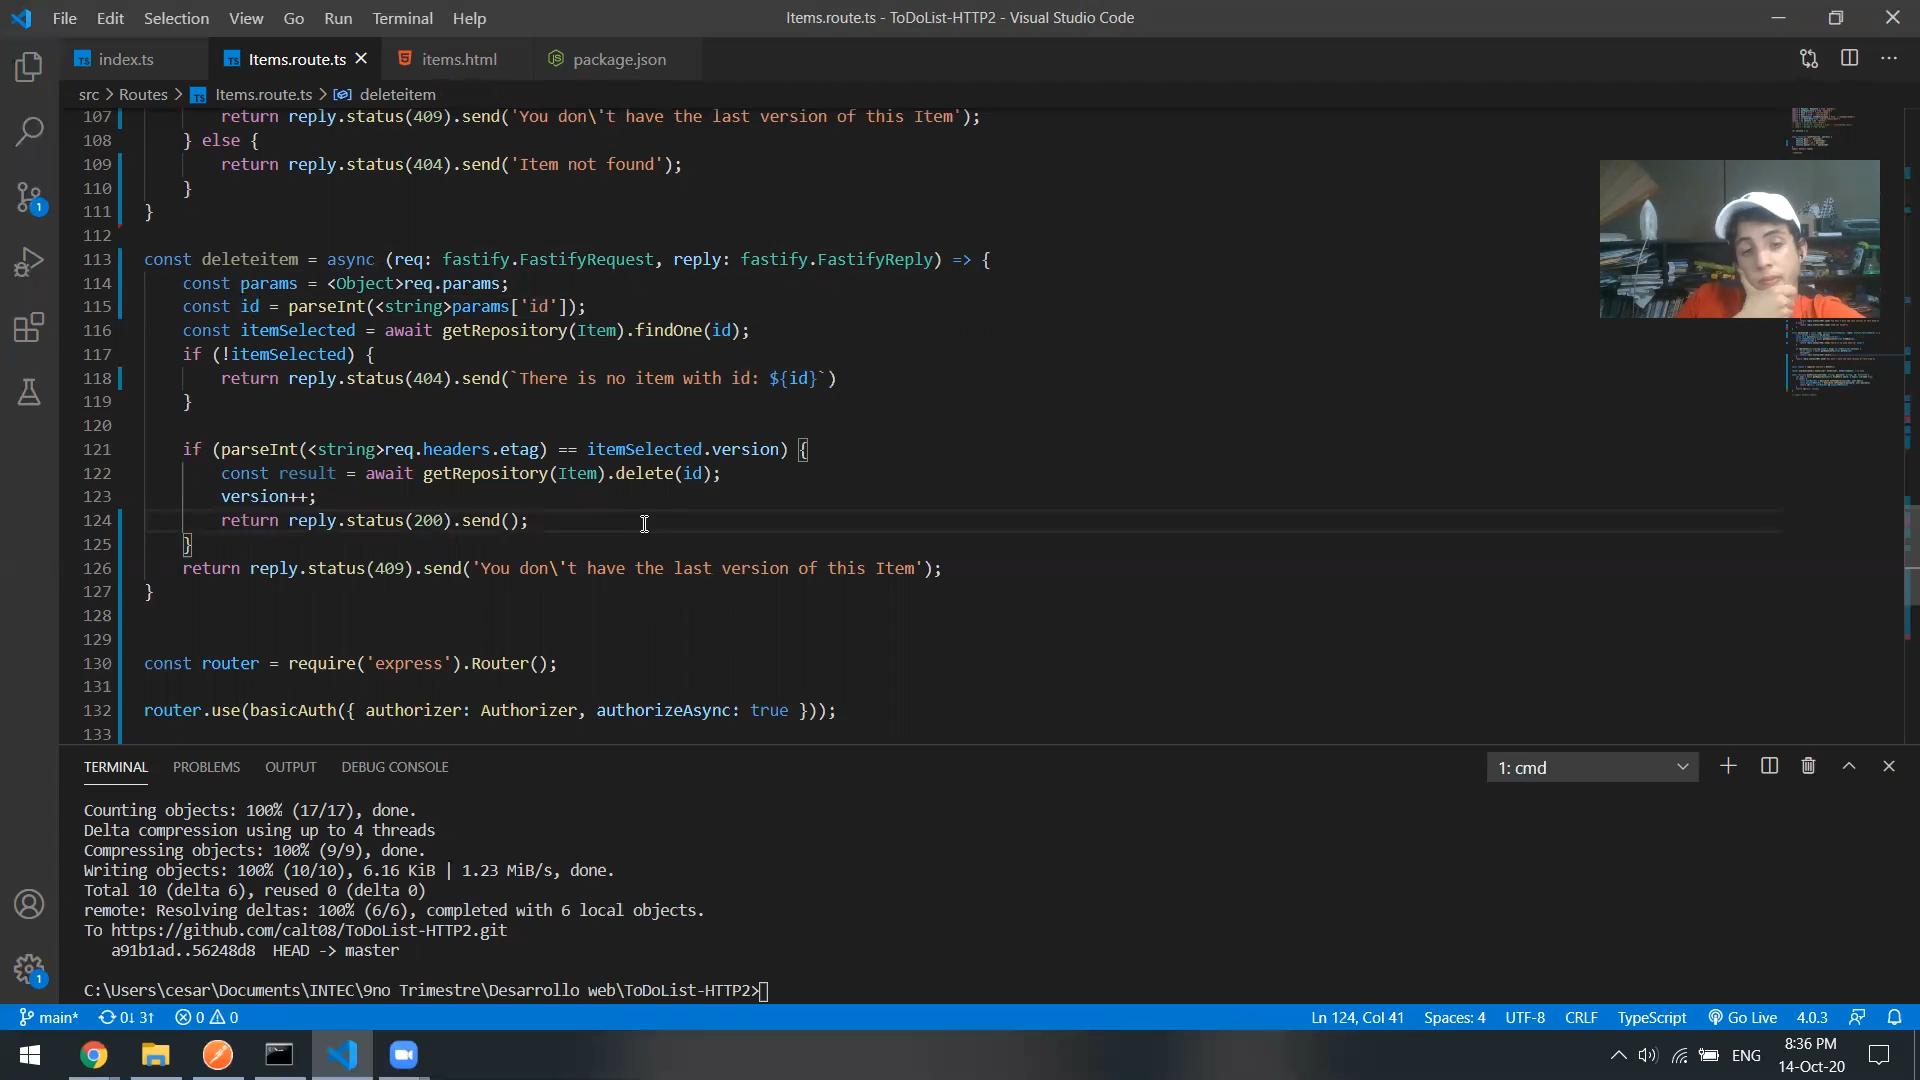 File Edit Selection View Go Run Terminal Help
Items.route.ts - ToDoList-HTTP2 - Visual Studio Code
TS index.ts
TS Items.route.ts
items.html
package.json
src > Routes > TS Items.route.ts > deleteitem
107 return reply.status(409).send('You don\'t have the last version of this Item');
108 } else {
109 return reply.status(404).send('Item not found');
110 }
111 }
112
113 const deleteitem = async (req: fastify.FastifyRequest, reply: fastify.FastifyReply) => {
114 const params = <Object>req.params;
115 const id = parseInt(<string>params['id']);
116 const itemSelected = await getRepository(Item).findOne(id);
117 if (!itemSelected) {
118 return reply.status(404).send(`There is no item with id: ${id}`)
119 }
120
121 if (parseInt(<string>req.headers.etag) == itemSelected.version) {
122 const result = await getRepository(Item).delete(id);
123 version++;
124 return reply.status(200).send();
125 }
126 return reply.status(409).send('You don\'t have the last version of this Item');
127 }
128
129
130 const router = require('express').Router();
131
132 router.use(basicAuth({ authorizer: Authorizer, authorizeAsync: true }));
133
TERMINAL PROBLEMS OUTPUT DEBUG CONSOLE
1: cmd
Counting objects: 100% (17/17), done.
Delta compression using up to 4 threads
Compressing objects: 100% (9/9), done.
Writing objects: 100% (10/10), 6.16 KiB | 1.23 MiB/s, done.
Total 10 (delta 6), reused 0 (delta 0)
remote: Resolving deltas: 100% (6/6), completed with 6 local objects.
To https://github.com/calt08/ToDoList-HTTP2.git
a91b1ad..56248d8 HEAD -> master
C:\Users\cesar\Documents\INTEC\9no Trimestre\Desarrollo web\ToDoList-HTTP2>
1
1
main* 0↓ 3↑ 0 0
Ln 124, Col 41 Spaces: 4 UTF-8 CRLF TypeScript Go Live 4.0.3
ENG
8:36 PM
14-Oct-20